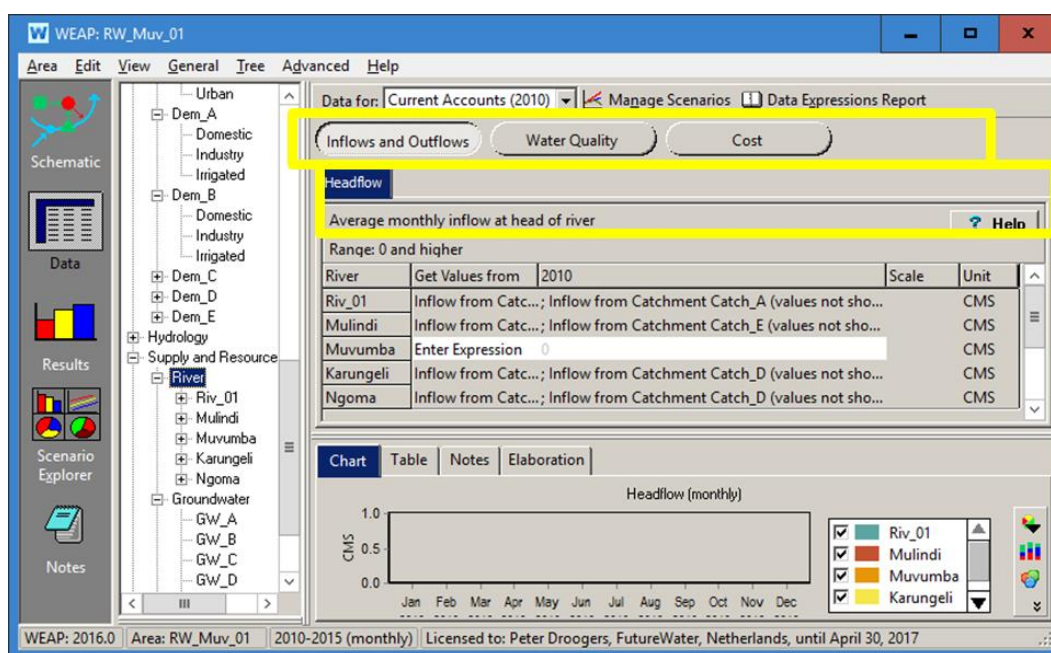 WEAP: RW_Muv_01
Area Edit View General Tree Advanced Help
Schematic
Data
Results
Scenario
Explorer
Notes
Urban
Dem_A
Domestic
Industry
Irrigated
Dem_B
Domestic
Industry
Irrigated
Dem_C
Dem_D
Dem_E
Hydrology
Supply and Resource
River
Riv_01
Mulindi
Muvumba
Karungeli
Ngoma
Groundwater
GW_A
GW_B
GW_C
GW_D
Data for: Current Accounts (2010) Manage Scenarios Data Expressions Report
Inflows and Outflows Water Quality Cost
Headflow
Average monthly inflow at head of river ? Help
Range: 0 and higher
River Get Values from 2010 Scale Unit
Riv_01 Inflow from Catc...; Inflow from Catchment Catch_A (values not sho... CMS
Mulindi Inflow from Catc...; Inflow from Catchment Catch_E (values not sho... CMS
Muvumba Enter Expression 0 CMS
Karungeli Inflow from Catc...; Inflow from Catchment Catch_D (values not sho... CMS
Ngoma Inflow from Catc...; Inflow from Catchment Catch_D (values not sho... CMS
Chart Table Notes Elaboration
Headflow (monthly)
CMS
1.0
0.5
0.0
Jan Feb Mar Apr May Jun Jul Aug Sep Oct Nov Dec
Riv_01
Mulindi
Muvumba
Karungeli
WEAP: 2016.0 Area: RW_Muv_01 2010-2015 (monthly) Licensed to: Peter Droogers, FutureWater, Netherlands, until April 30, 2017